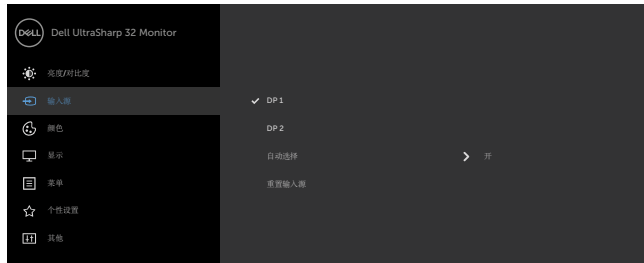 DELL Dell UltraSharp 32 Monitor
亮度/对比度
输入源
DP 1
颜色
DP 2
显示
自动选择
开
菜单
重置输入源
个性设置
其他